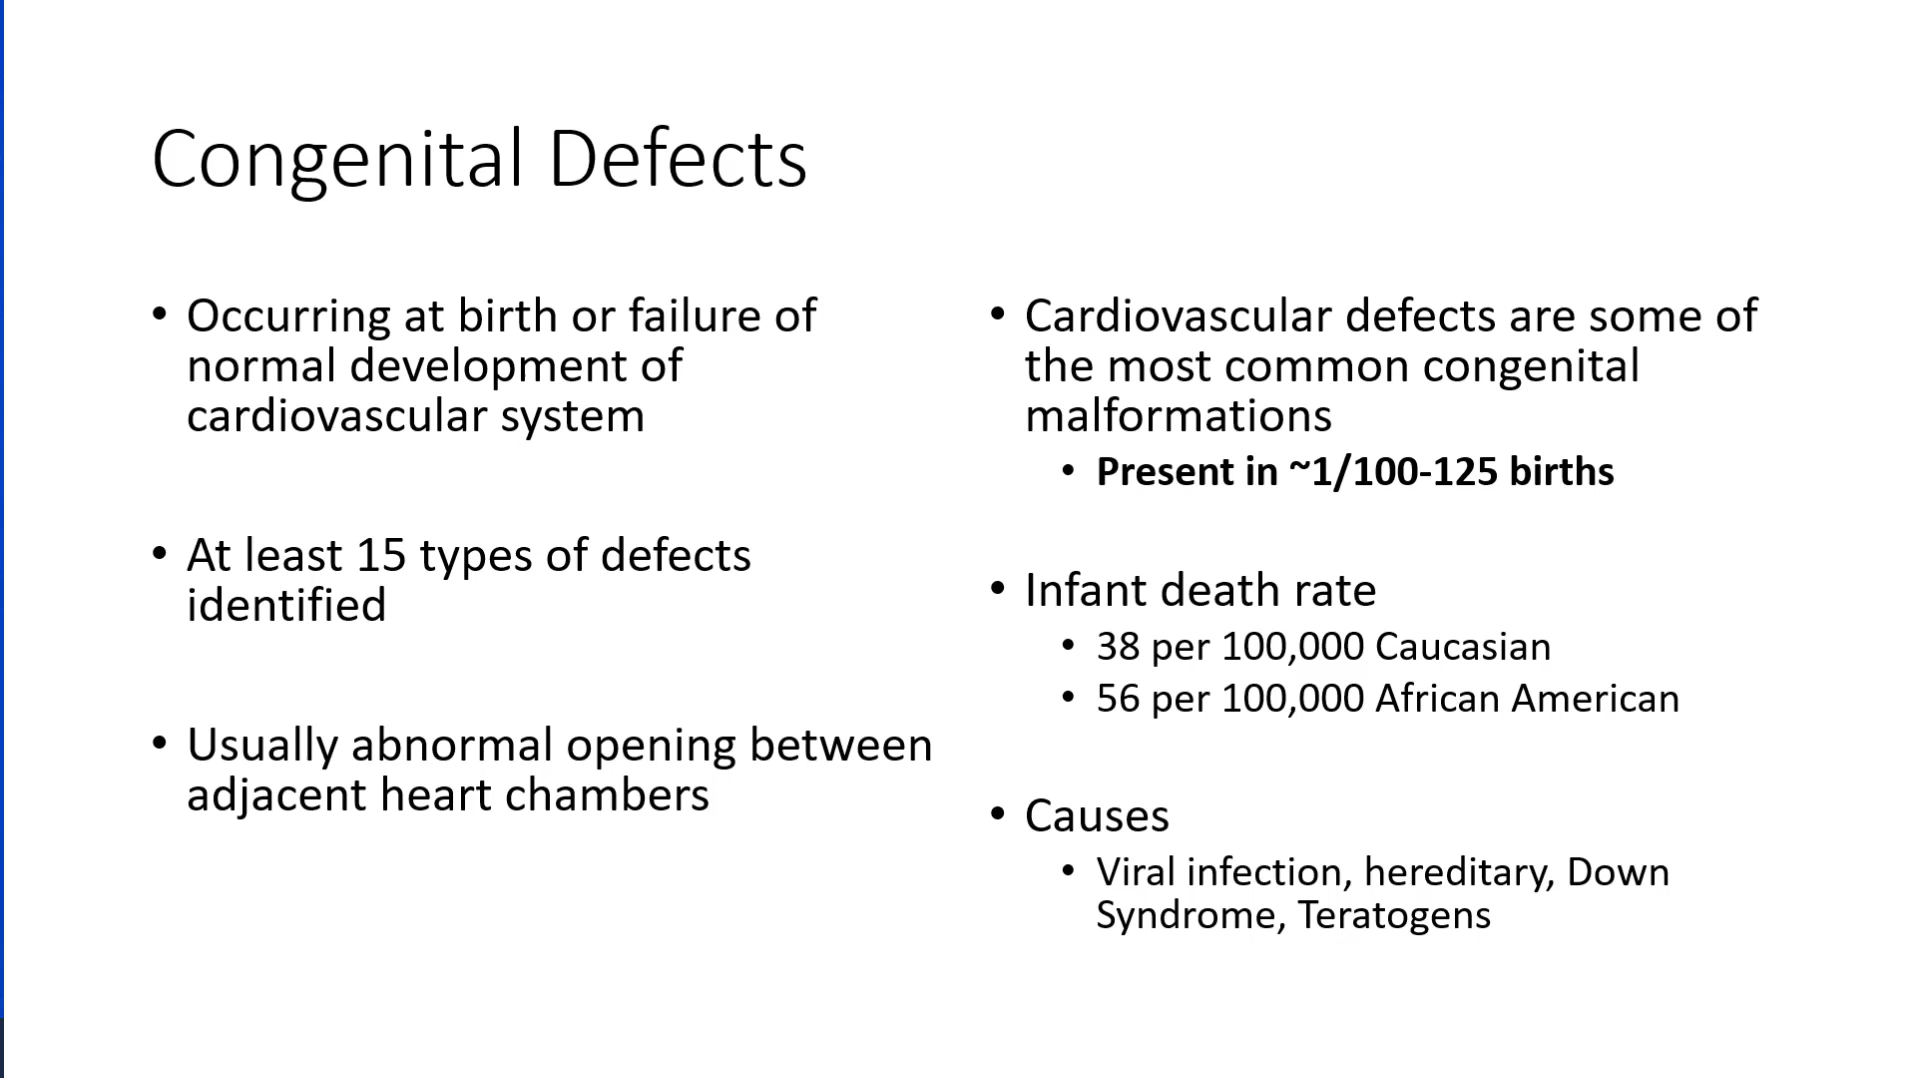 Congenital Defects
• Occurring at birth or failure of
normal development of
cardiovascular system
• At least 15 types of defects
identified
• Usually abnormal opening between
adjacent heart chambers
• Cardiovascular defects are some of
the most common congenital
malformations
• Present in ~1/100-125 births
• Infant death rate
• 38 per 100,000 Caucasian
• 56 per 100,000 African American
• Causes
• Viral infection, hereditary, Down
Syndrome, Teratogens